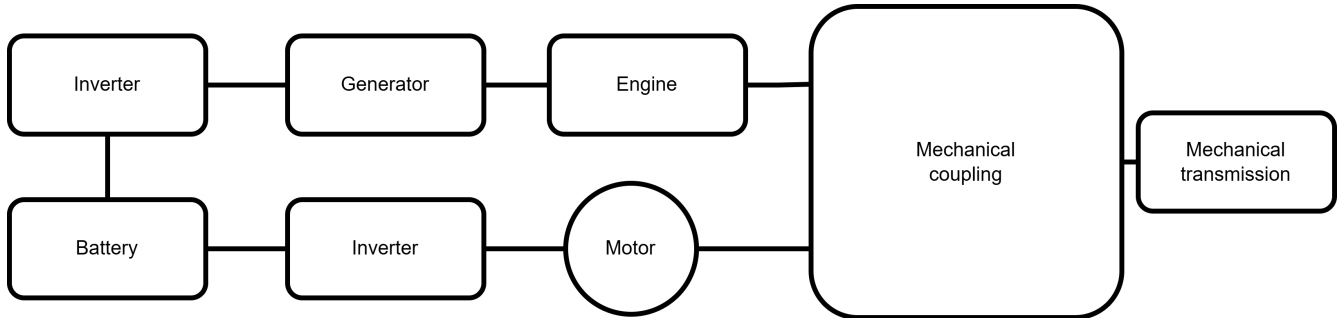 Inverter
Generator
Engine
Mechanical
coupling
Mechanical
transmission
Battery
Inverter
Motor